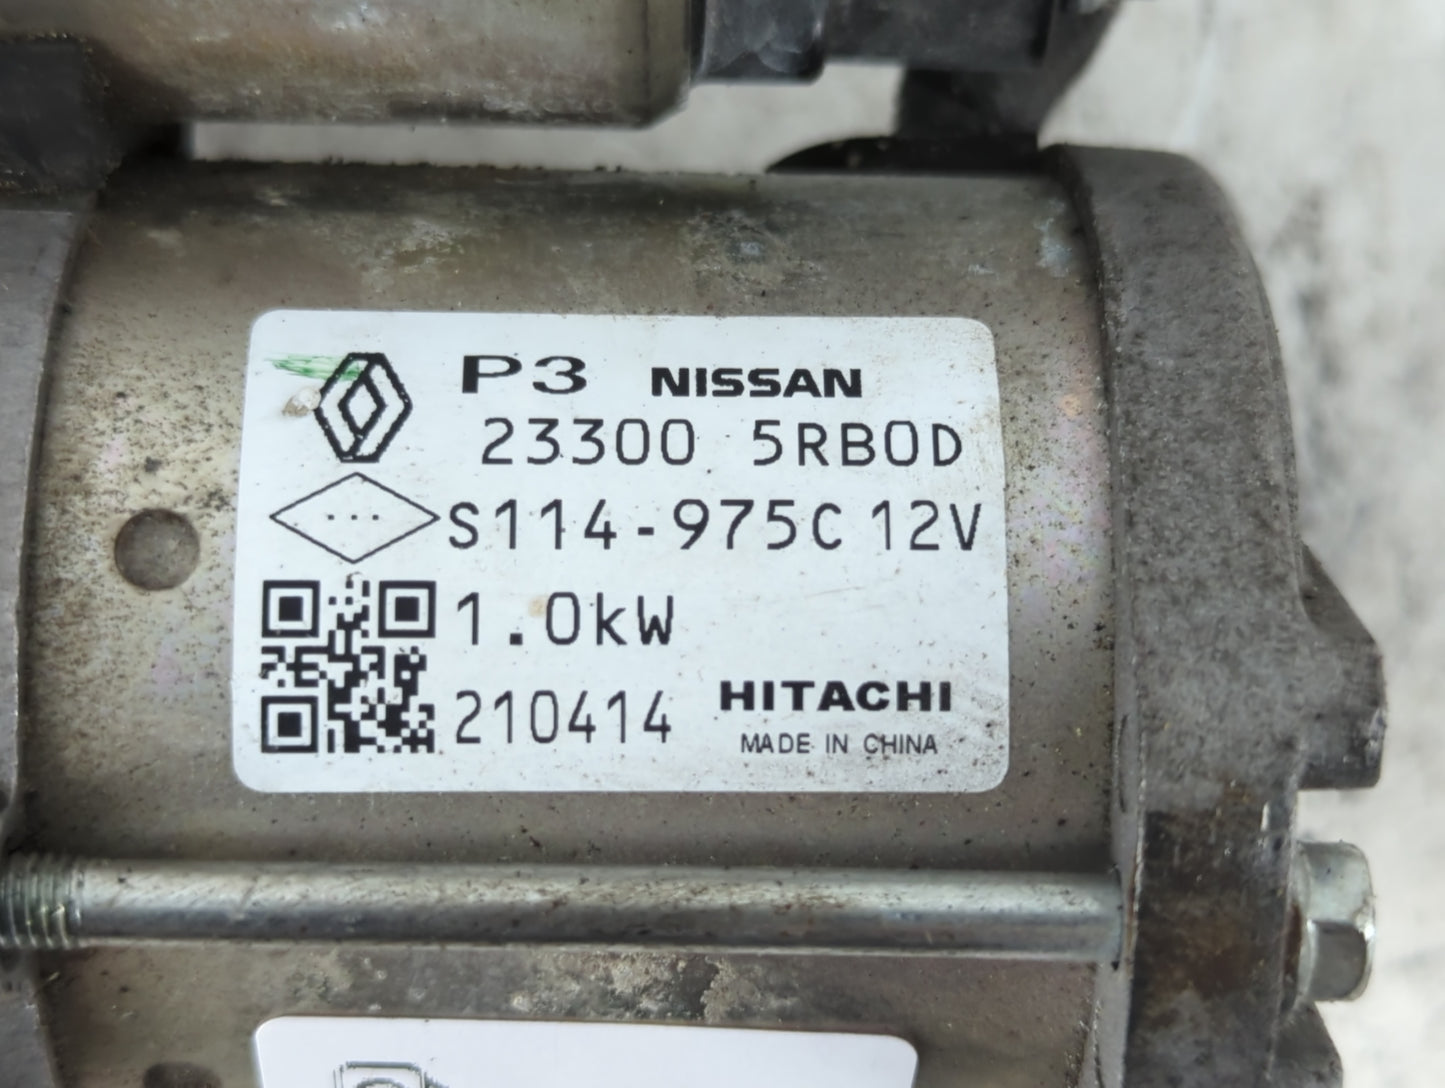 P3 NISSAN
23300 5RB0D
S114-975C 12V
1.0kW
210414 HITACHI
MADE IN CHINA